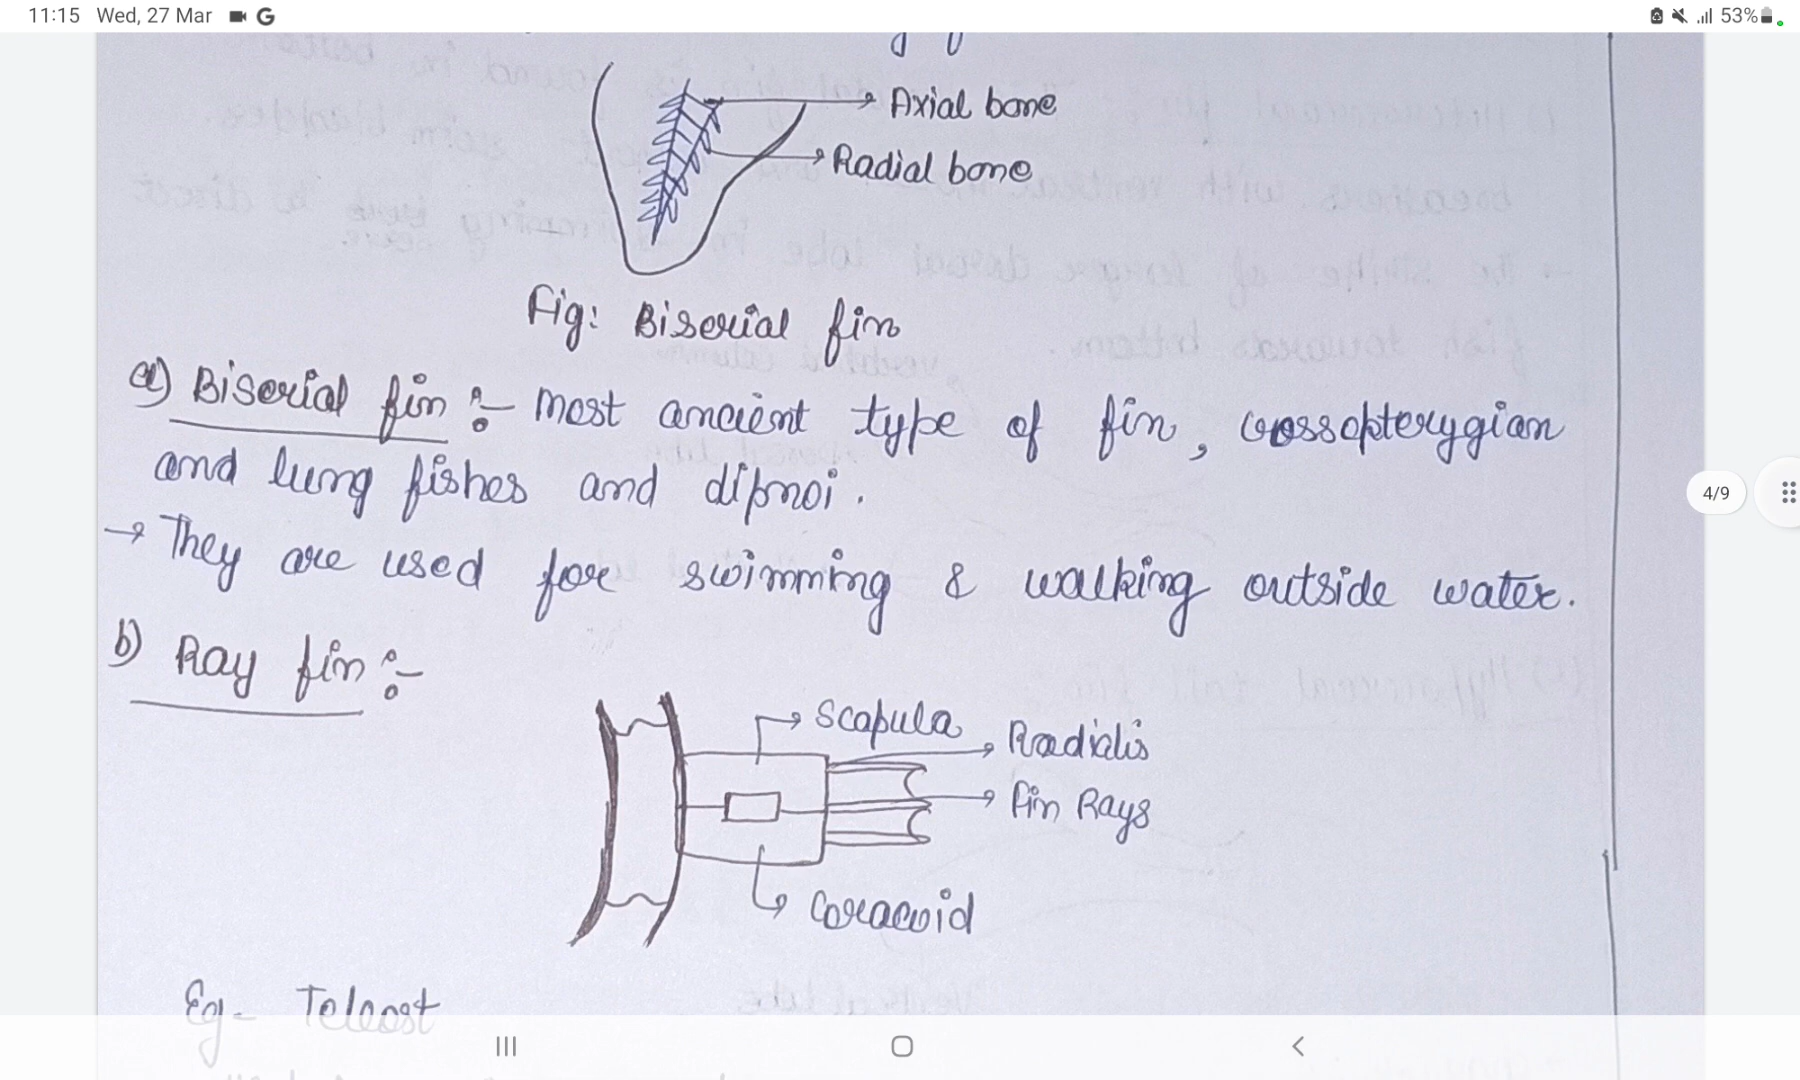 11:15 Wed, 27 Mar G 53%
Axial bone
Radial bone
Fig: Biserial fin
a) Biserial fin :- most ancient type of fin, crossopterygian
and lung fishes and dipnoi.
→ They are used for swimming & walking outside water.
4/9
b) Ray fin :-
Scapula
Radialis
Fin Rays
Coracoid
Eg- Teleost